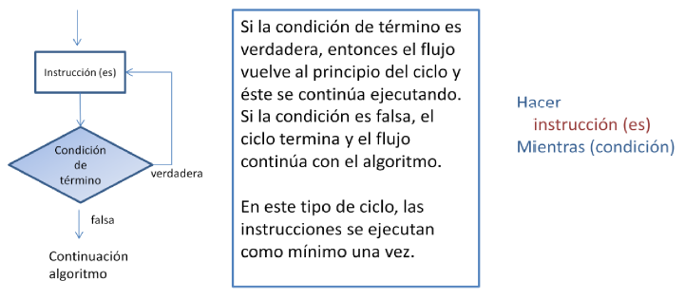 Instrucción (es)
Condición
de
término
verdadera
falsa
Continuación
algoritmo
Si la condición de término es
verdadera, entonces el flujo
vuelve al principio del ciclo y
éste se continúa ejecutando.
Si la condición es falsa, el
ciclo termina y el flujo
continúa con el algoritmo.
En este tipo de ciclo, las
instrucciones se ejecutan
como mínimo una vez.
Hacer
instrucción (es)
Mientras (condición)